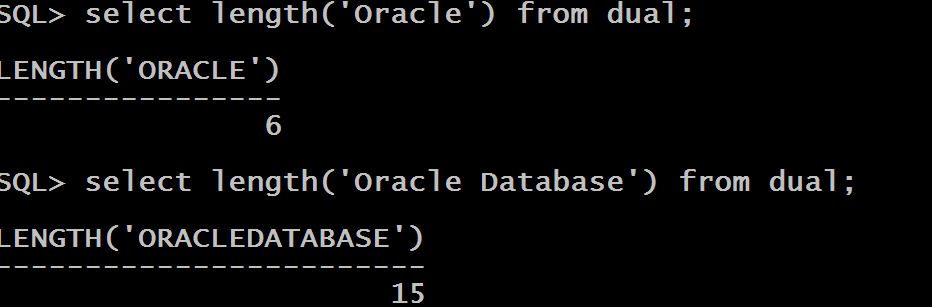 SQL> select length('Oracle') from dual;
LENGTH('ORACLE')
----------------
6
SQL> select length('Oracle Database') from dual;
LENGTH('ORACLEDATABASE')
------------------------
15